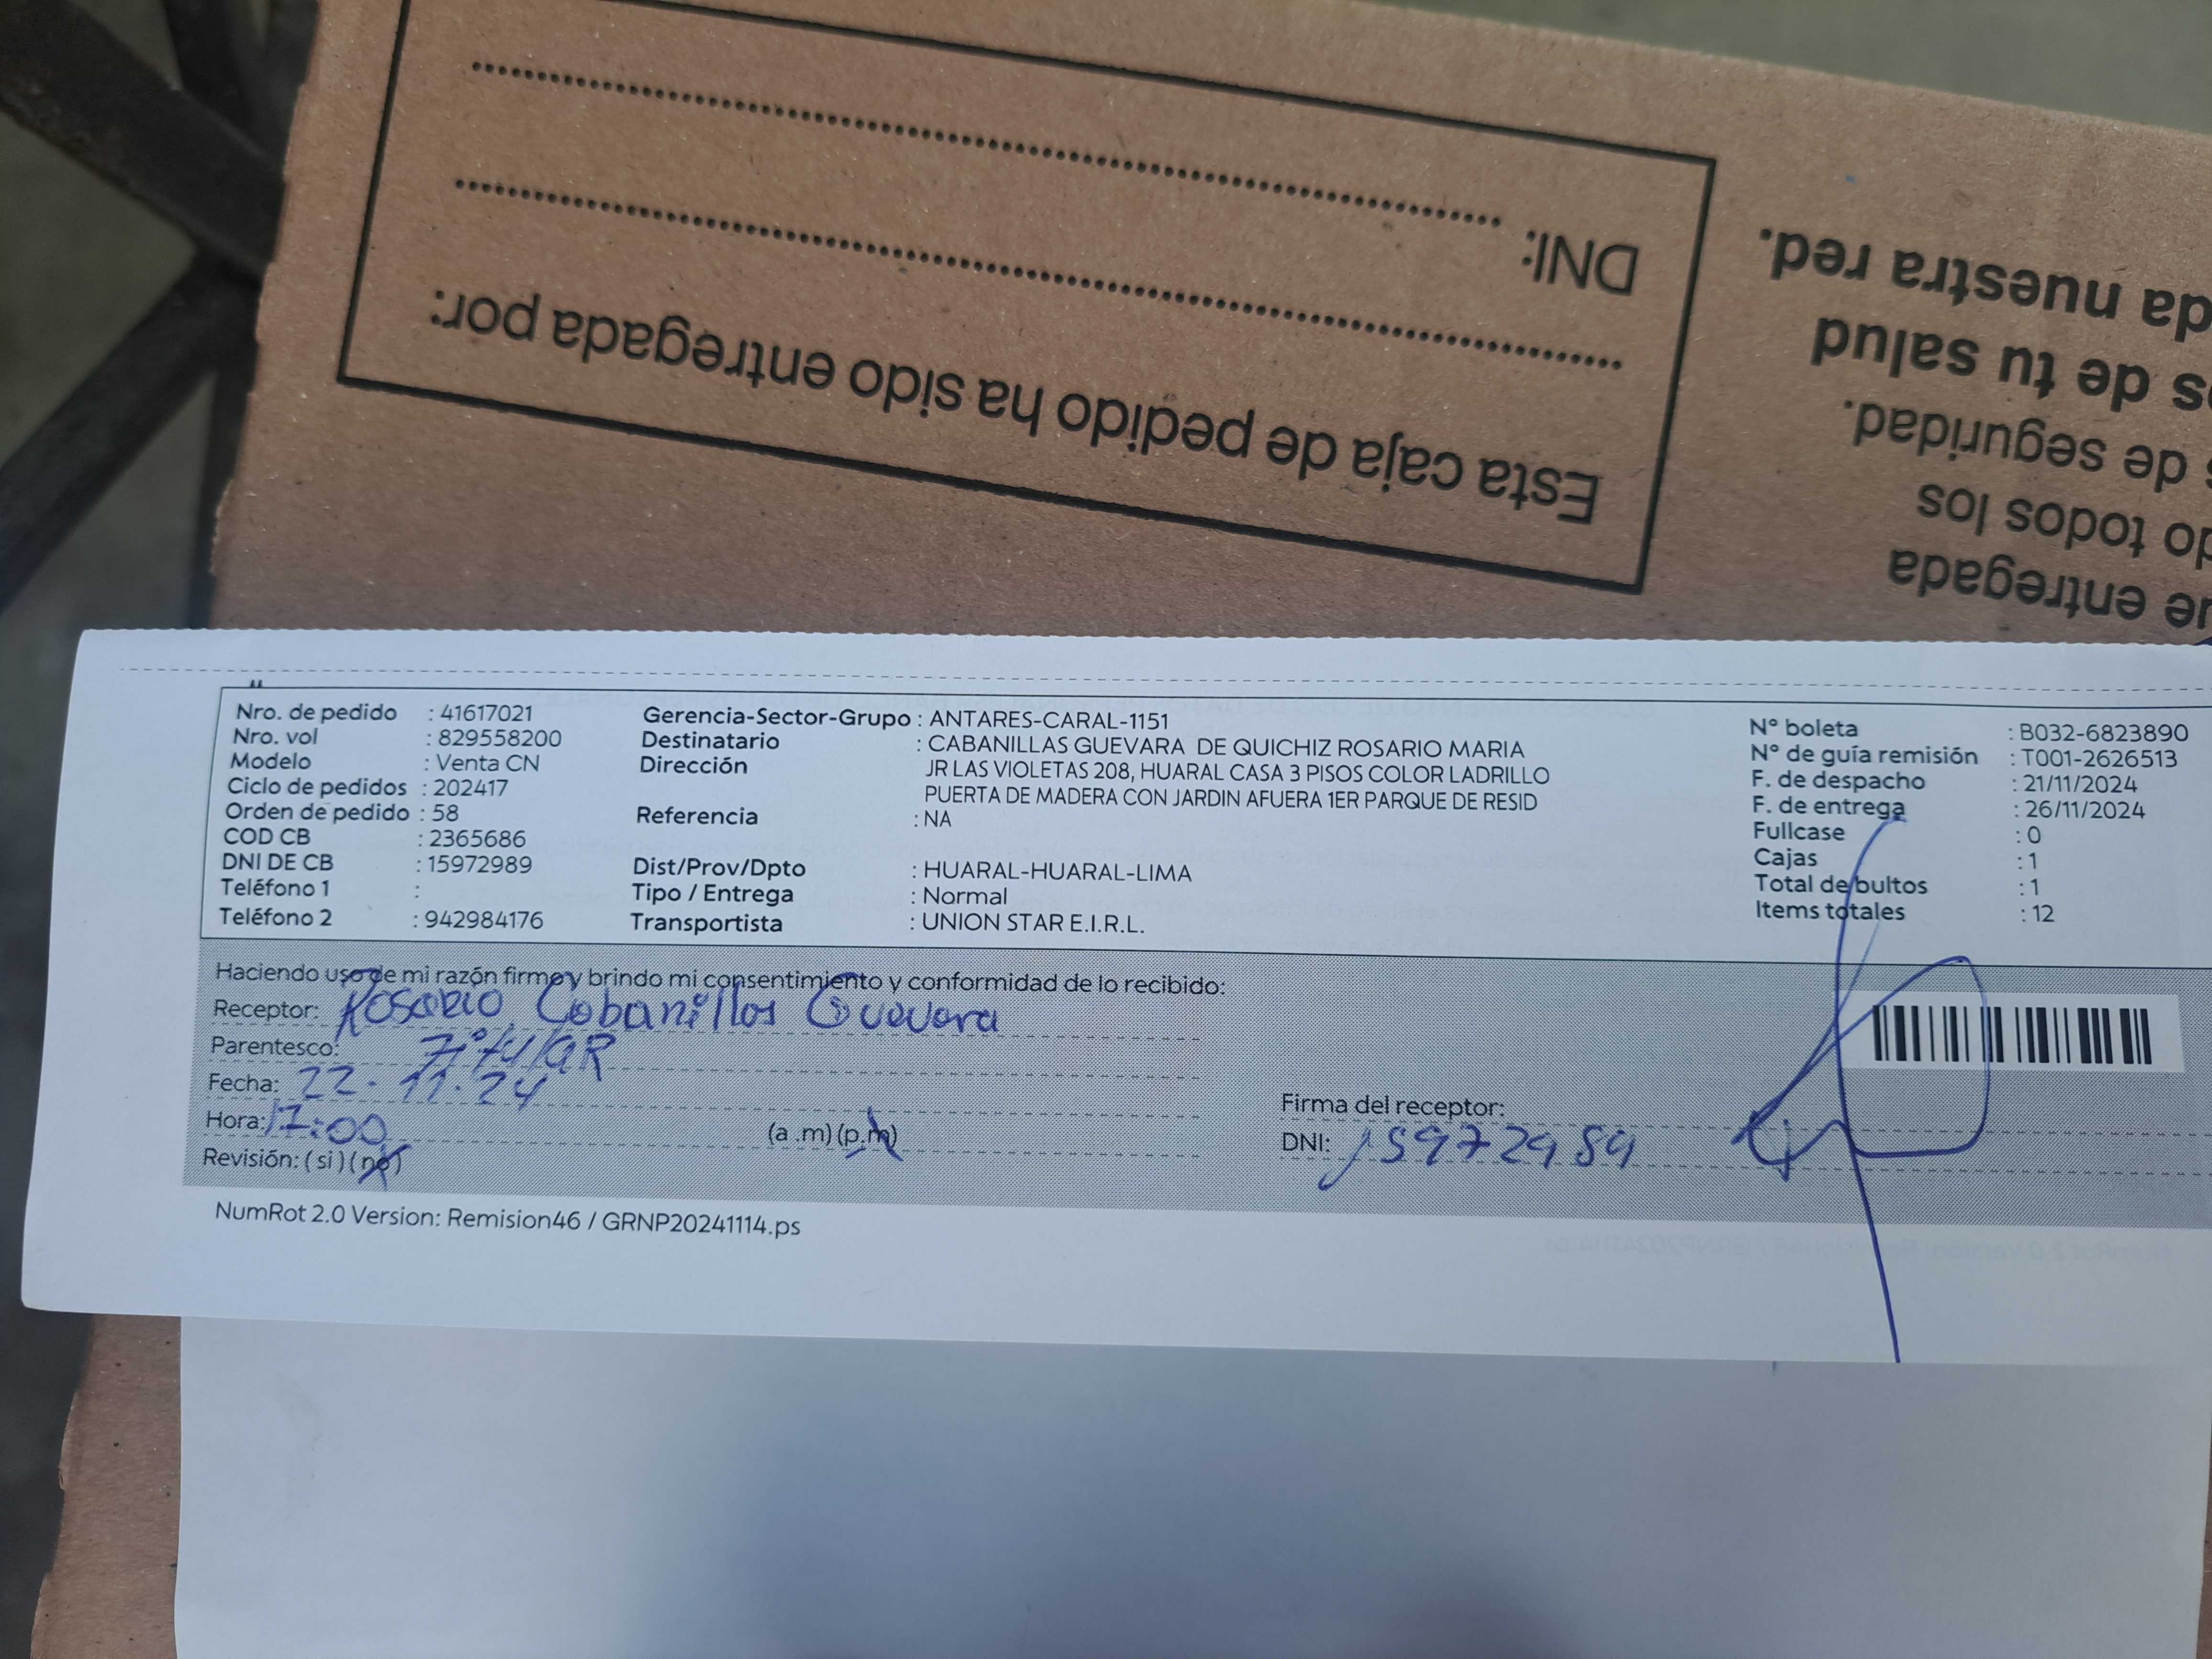 Esta caja de pedido ha sido entregada por:
DNI:
ue entregada
do todo los
s de seguridad.
s de tu salud
da nuestra red.
Nro. de pedido : 41617021
Nro. vol : 829558200
Modelo : Venta CN
Ciclo de pedidos : 202417
Orden de pedido : 58
COD CB : 2365686
DNI DE CB : 15972989
Teléfono 1 :
Teléfono 2 : 942984176
Gerencia-Sector-Grupo : ANTARES-CARAL-1151
Destinatario : CABANILLAS GUEVARA DE QUICHIZ ROSARIO MARIA
Dirección JR LAS VIOLETAS 208, HUARAL CASA 3 PISOS COLOR LADRILLO
PUERTA DE MADERA CON JARDIN AFUERA 1ER PARQUE DE RESID
Referencia : NA
Dist/Prov/Dpto : HUARAL-HUARAL-LIMA
Tipo / Entrega : Normal
Transportista : UNION STAR E.I.R.L.
N° boleta : B032-6823890
N° de guía remisión : T001-2626513
F. de despacho : 21/11/2024
F. de entrega : 26/11/2024
Fullcase : 0
Cajas : 1
Total de bultos : 1
Items totales : 12
Haciendo uso de mi razón firmo y brindo mi consentimiento y conformidad de lo recibido:
Receptor: Rosario Cabanillas Guevara
Parentesco: Titular
Fecha: 22.11.24
Hora: 17:00 (a .m) (p.m)
Revisión: ( si ) ( no )
Firma del receptor:
DNI: 15972989
NumRot 2.0 Version: Remision46 / GRNP20241114.ps